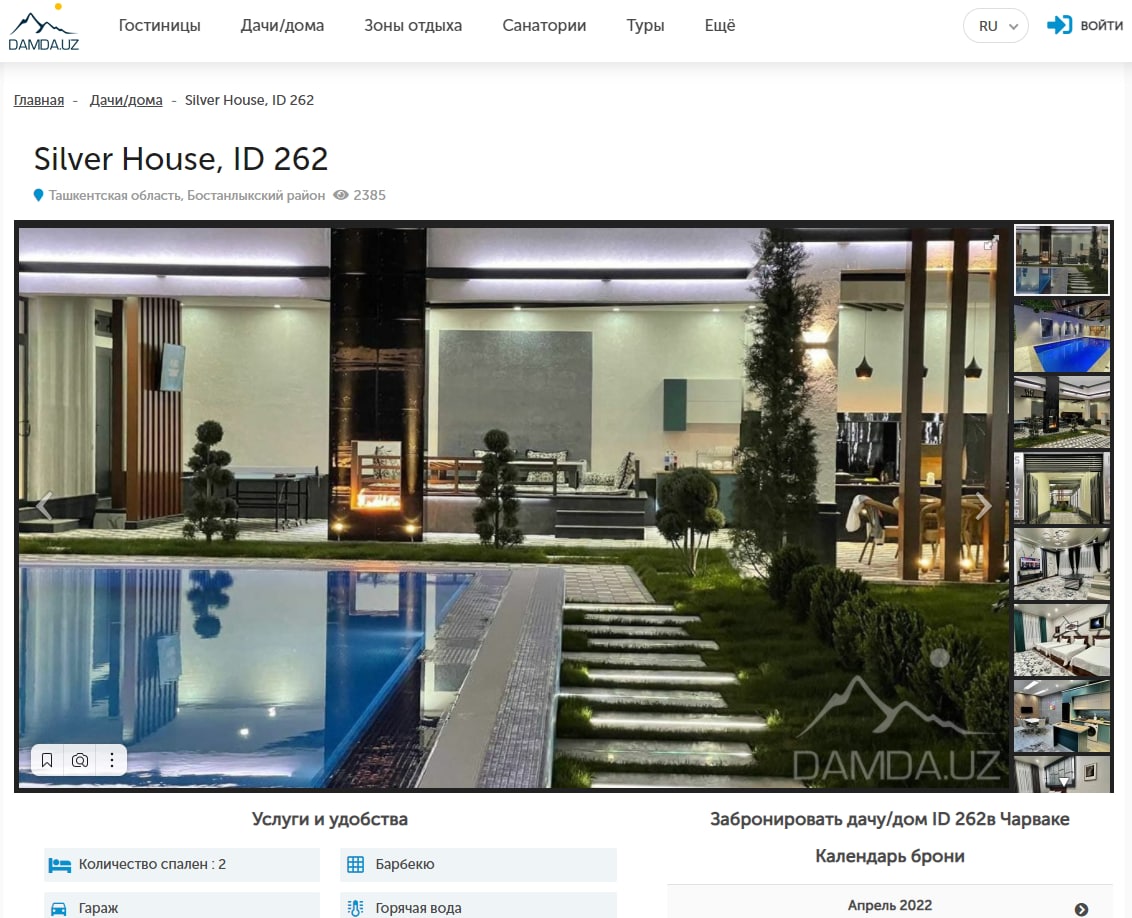 DAMDA.UZ
Гостиницы Дачи/дома Зоны отдыха Санатории Туры Ещё RU ВОЙТИ
Главная - Дачи/дома - Silver House, ID 262
Silver House, ID 262
Ташкентская область, Бостанлыкский район 2385
DAMDA.UZ
Услуги и удобства
Количество спален : 2 Барбекю
Гараж Горячая вода
Забронировать дачу/дом ID 262в Чарваке
Календарь брони
Апрель 2022